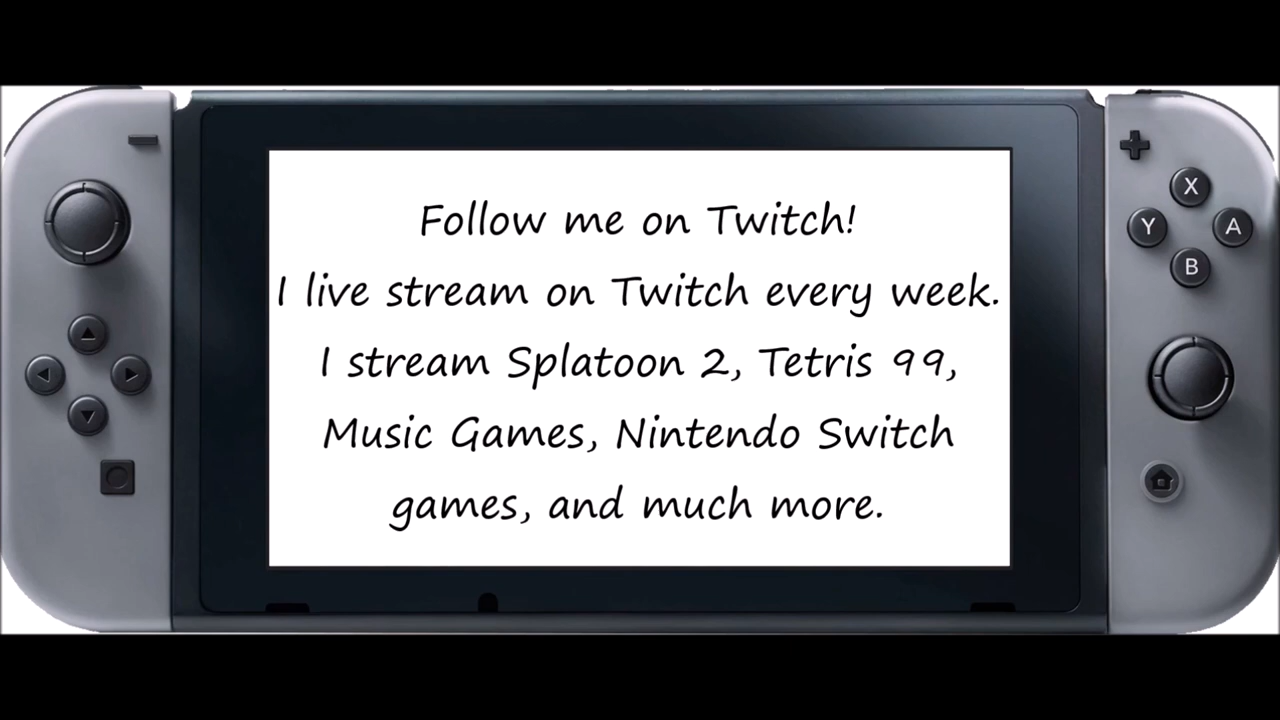 Follow me on Twitch!
I live stream on Twitch every week.
I stream Splatoon 2, Tetris 99,
Music Games, Nintendo Switch
games, and much more.
X
Y
A
B